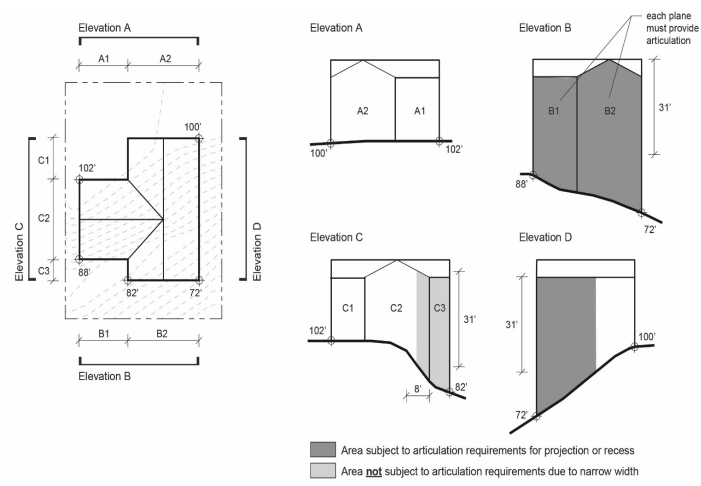 Elevation A
A1
A2
100'
102'
C1
C2
C3
Elevation C
Elevation D
88'
82'
72'
B1
B2
Elevation B
Elevation A
A2
A1
100'
102'
Elevation B
each plane
must provide
articulation
B1
B2
31'
88'
72'
Elevation C
C1
C2
C3
31'
102'
82'
8'
Elevation D
31'
100'
72'
Area subject to articulation requirements for projection or recess
Area not subject to articulation requirements due to narrow width